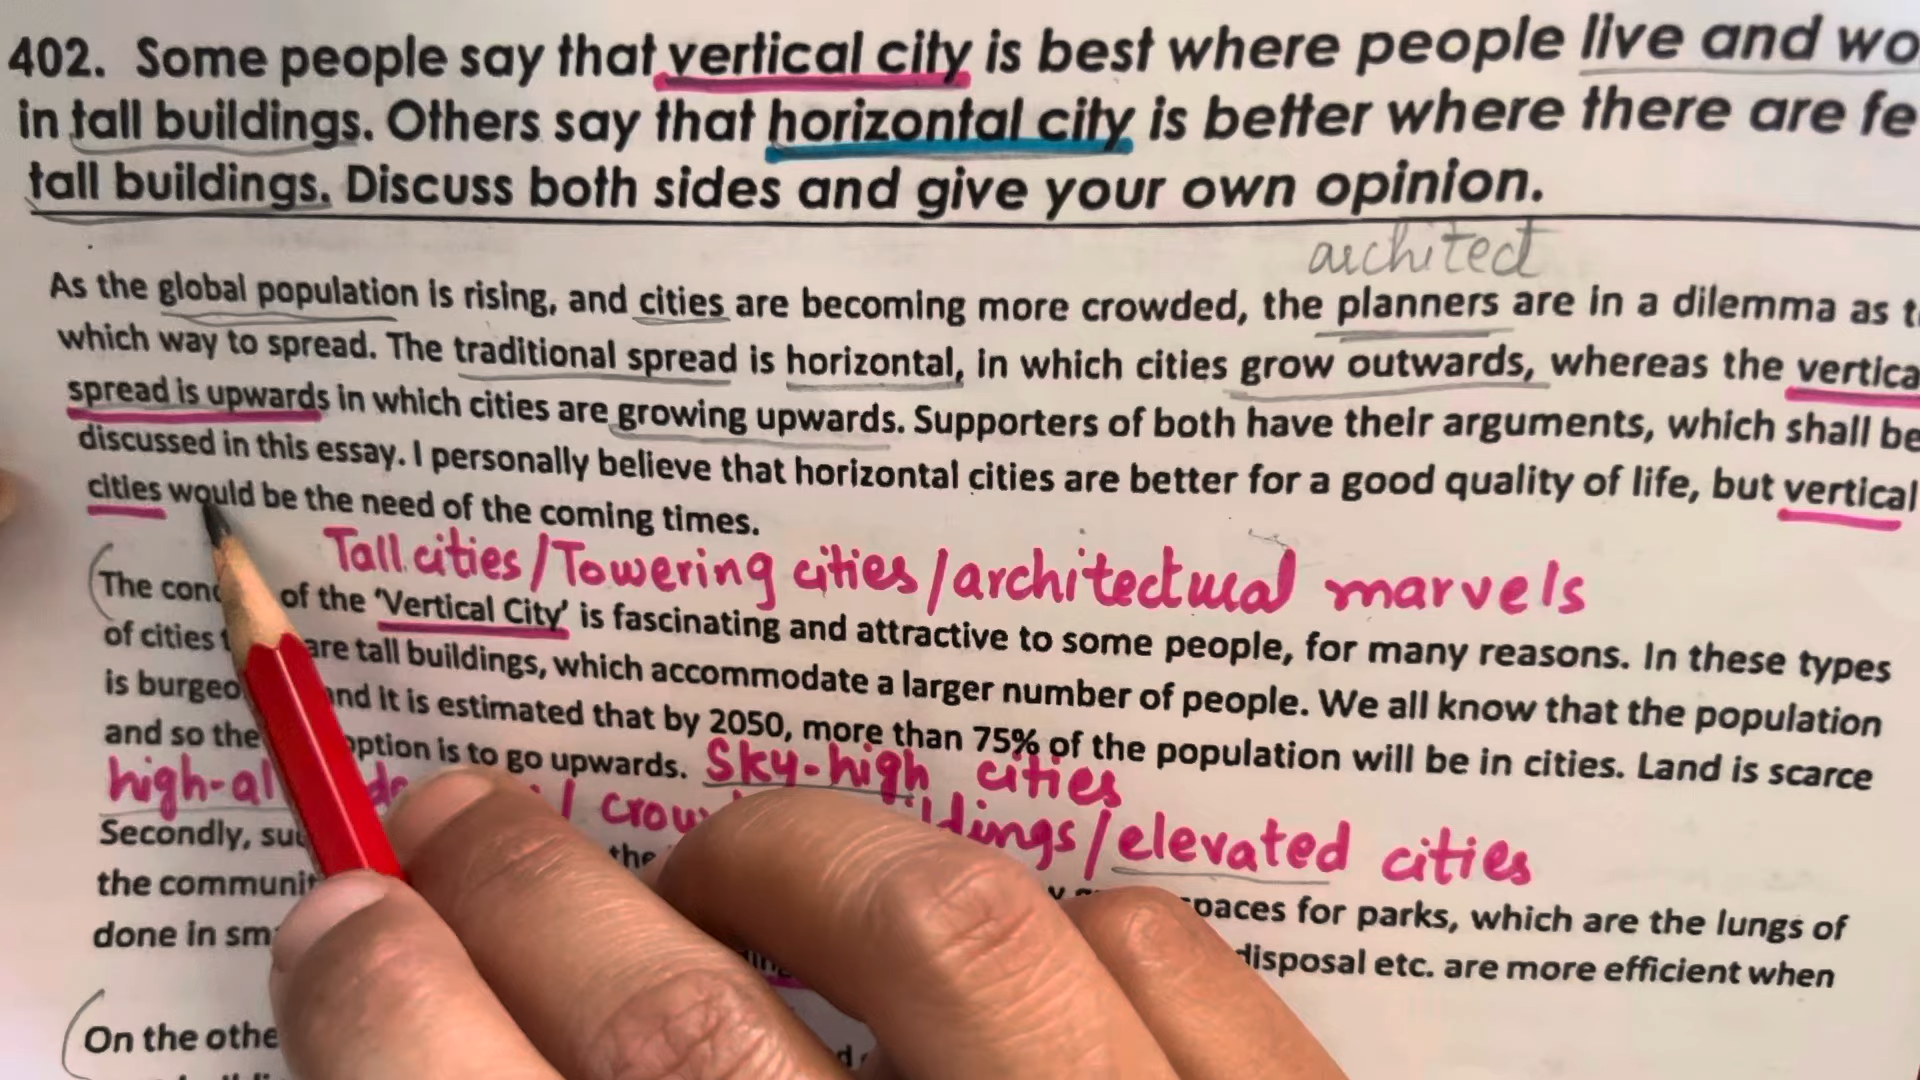 402. Some people say that vertical city is best where people live and wo
in tall buildings. Others say that horizontal city is better where there are fe
tall buildings. Discuss both sides and give your own opinion.
architect
As the global population is rising, and cities are becoming more crowded, the planners are in a dilemma as t
which way to spread. The traditional spread is horizontal, in which cities grow outwards, whereas the vertica
spread is upwards in which cities are growing upwards. Supporters of both have their arguments, which shall be
discussed in this essay. I personally believe that horizontal cities are better for a good quality of life, but vertical
cities would be the need of the coming times.
Tall cities/Towering cities/architectural marvels
The con of the 'Vertical City' is fascinating and attractive to some people, for many reasons. In these types
of cities are tall buildings, which accommodate a larger number of people. We all know that the population
is burgeo nd It is estimated that by 2050, more than 75% of the population will be in cities. Land is scarce
and so the option is to go upwards. Sky-high cities
high-al crow ldings/elevated cities
Secondly, su the
the communit paces for parks, which are the lungs of
done in sm disposal etc. are more efficient when
On the othe